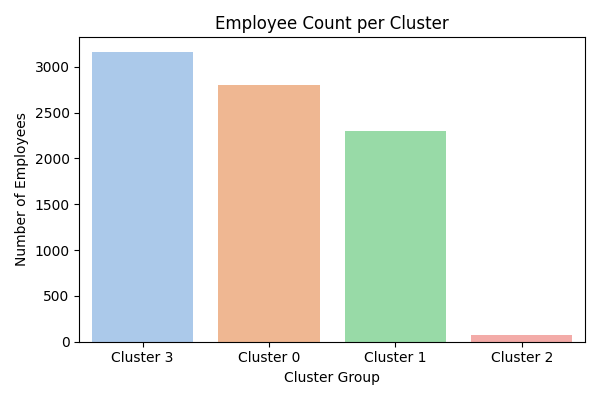 Employee Count per Cluster
Number of Employees
3000
2500
2000
1500
1000
500
0
Cluster 3 Cluster 0 Cluster 1 Cluster 2
Cluster Group